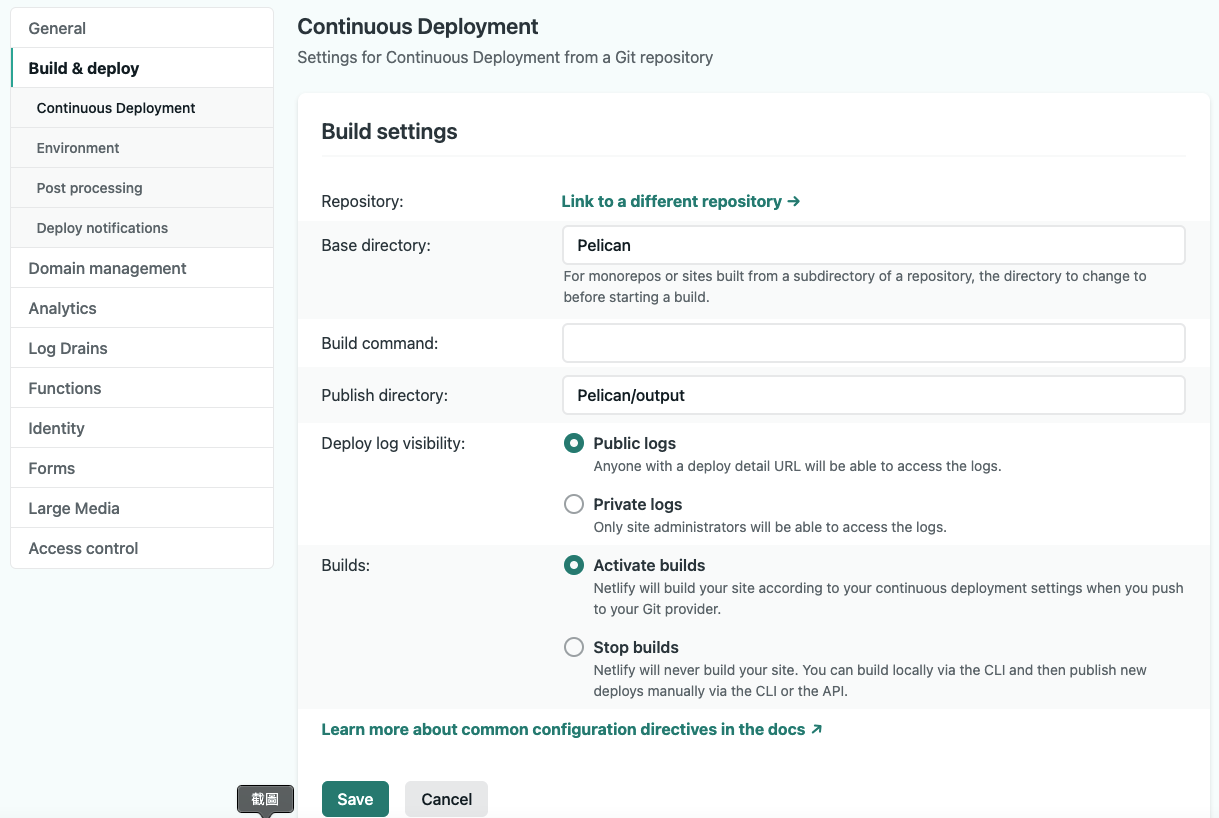 General
Build & deploy
Continuous Deployment
Environment
Post processing
Deploy notifications
Domain management
Analytics
Log Drains
Functions
Identity
Forms
Large Media
Access control
Continuous Deployment
Settings for Continuous Deployment from a Git repository
Build settings
Repository:
Link to a different repository →
Base directory:
Pelican
For monorepos or sites built from a subdirectory of a repository, the directory to change to
before starting a build.
Build command:
Publish directory:
Pelican/output
Deploy log visibility:
Public logs
Anyone with a deploy detail URL will be able to access the logs.
Private logs
Only site administrators will be able to access the logs.
Builds:
Activate builds
Netlify will build your site according to your continuous deployment settings when you push
to your Git provider.
Stop builds
Netlify will never build your site. You can build locally via the CLI and then publish new
deploys manually via the CLI or the API.
Learn more about common configuration directives in the docs ↗
截圖
Save
Cancel